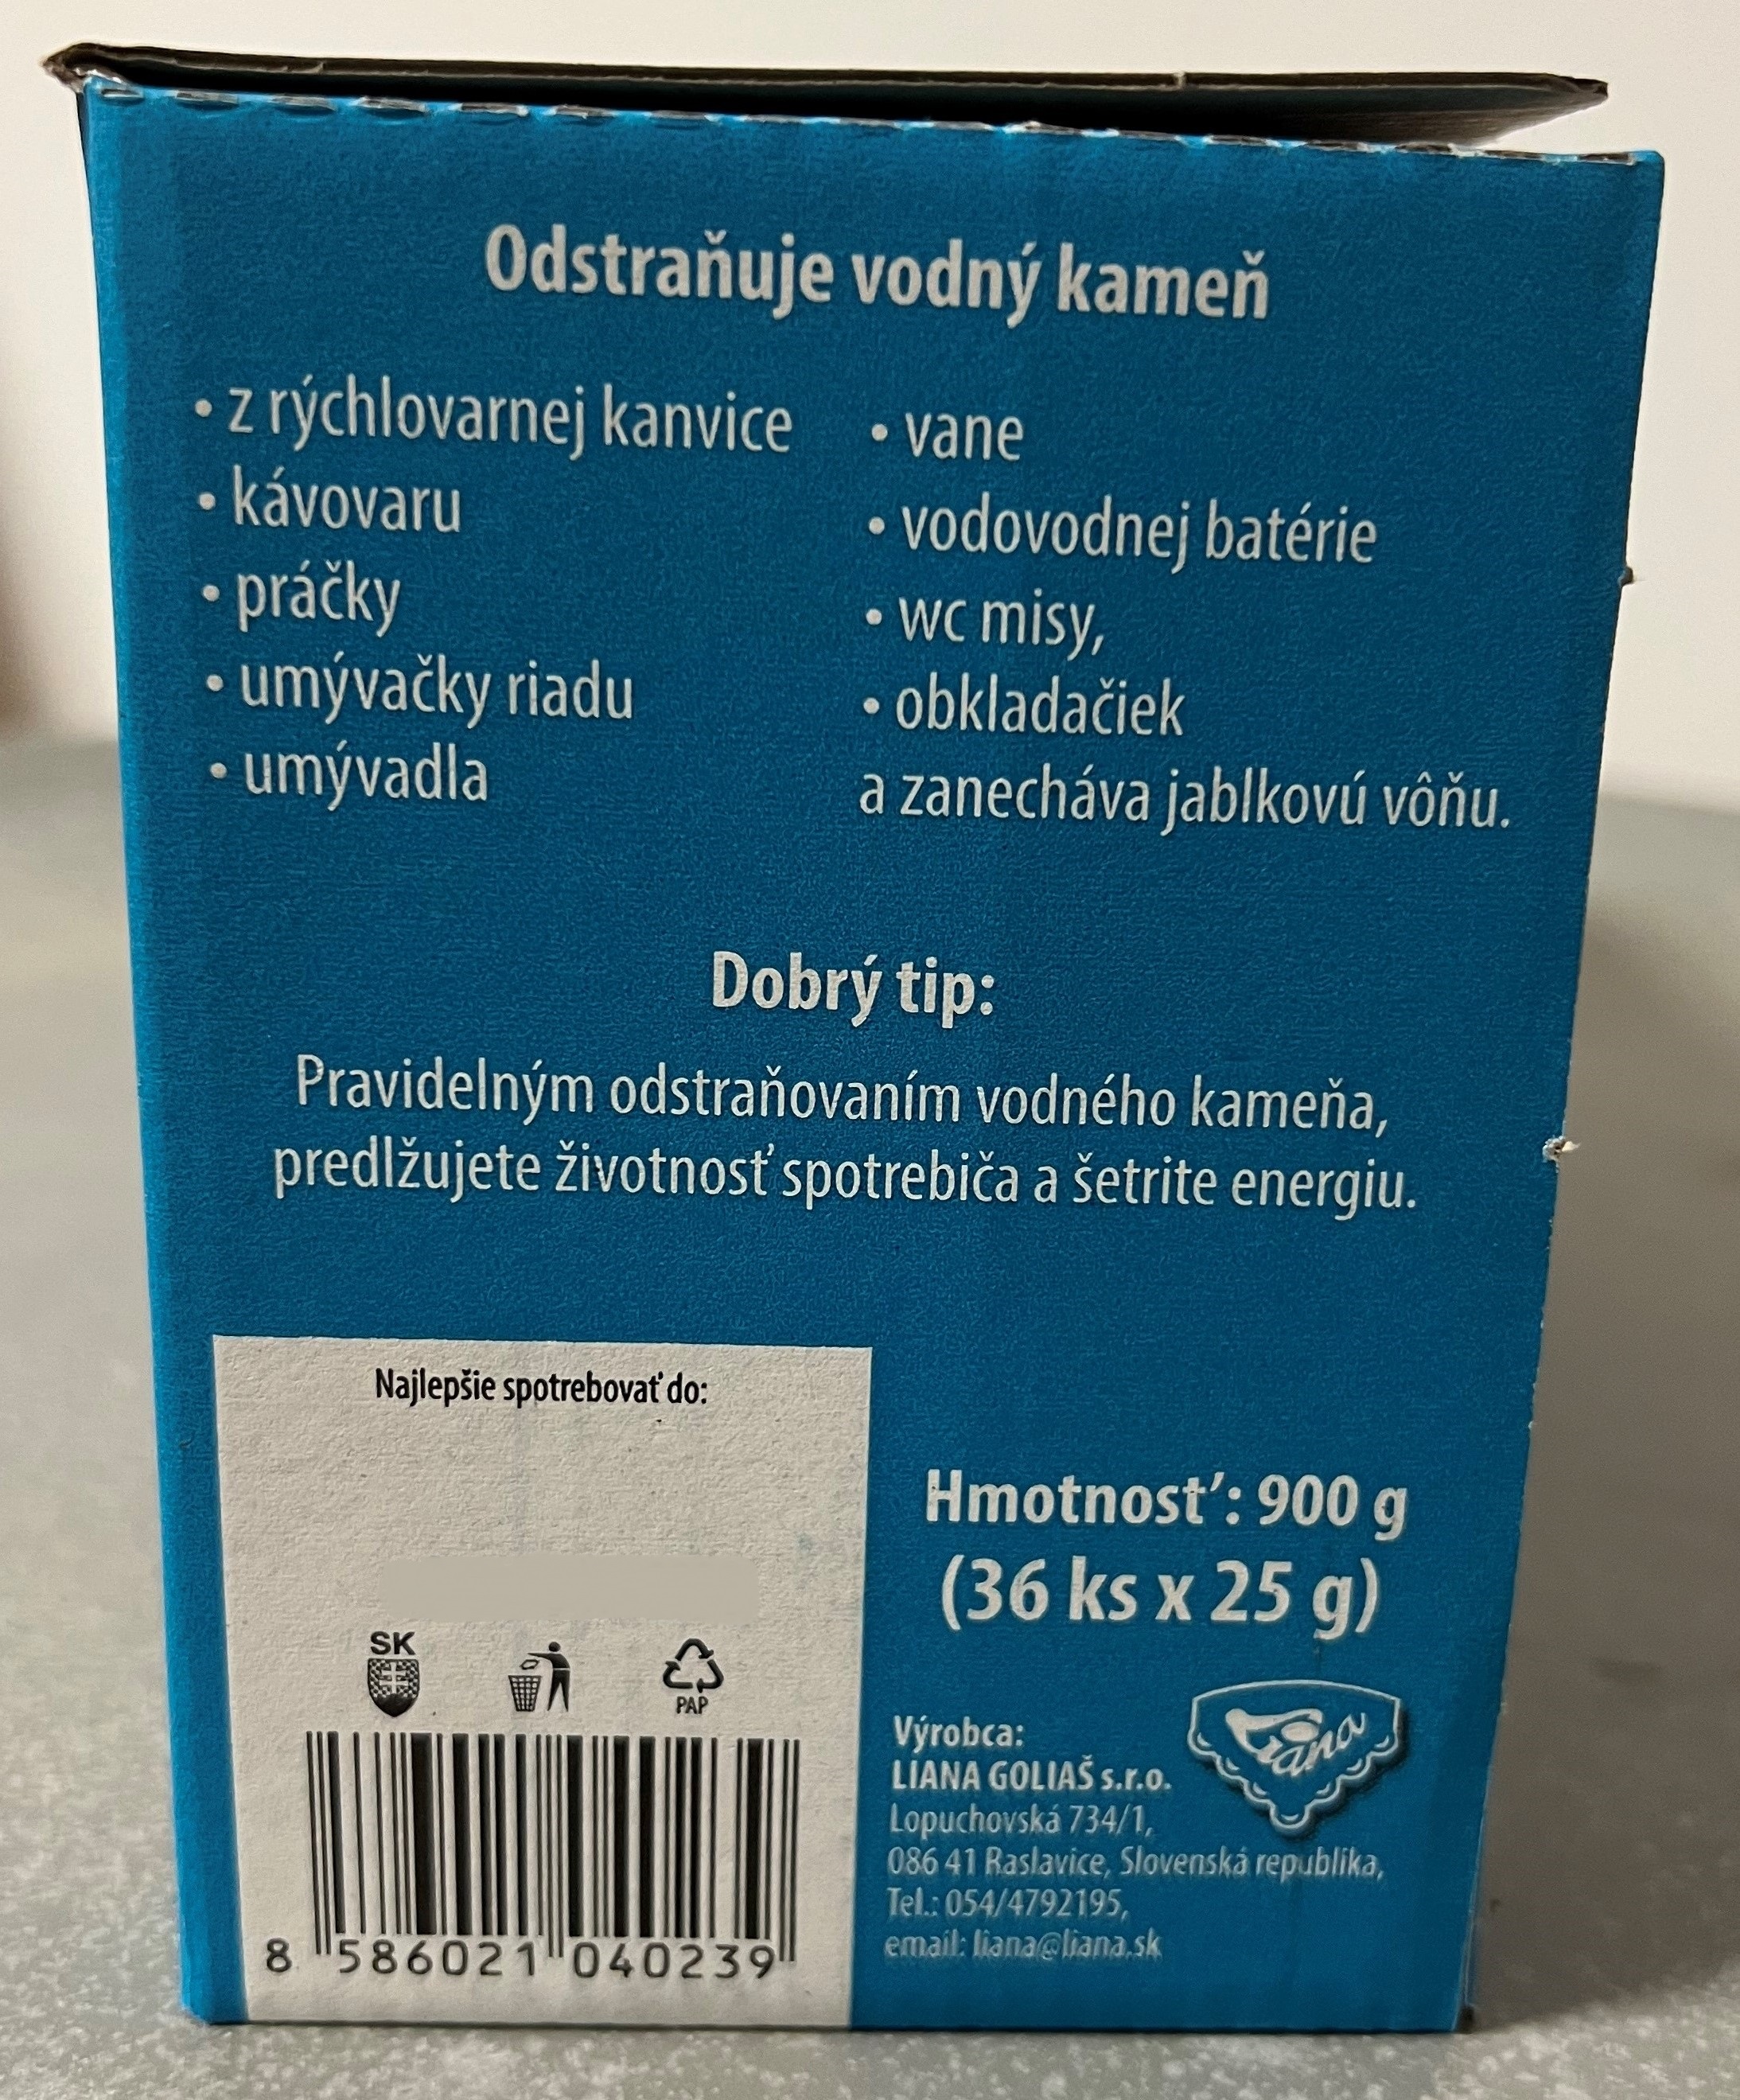 Odstraňuje vodný kameň
• z rýchlovarnej kanvice
• kávovaru
• práčky
• umývačky riadu
• umývadla
• vane
• vodovodnej batérie
• wc misy,
• obkladačiek
a zanecháva jablkovú vôňu.
Dobrý tip:
Pravidelným odstraňovaním vodného kameňa,
predlžujete životnosť spotrebiča a šetrite energiu.
Najlepšie spotrebovať do:
SK
PAP
8 586021 040239
Hmotnosť: 900 g
(36 ks x 25 g)
Liana
Výrobca:
LIANA GOLIAŠ s.r.o.
Lopuchovská 734/1,
086 41 Raslavice, Slovenská republika,
Tel.: 054/4792195,
email: liana@liana.sk